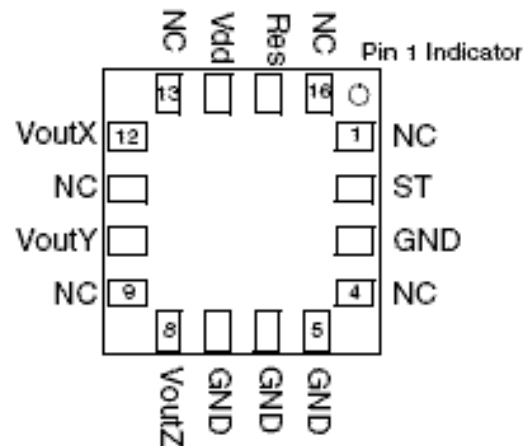 NC Vdd Res NC
Pin 1 Indicator
13 16
VoutX 12 1 NC
NC ST
VoutY GND
NC 9 4 NC
8 5
VoutZ GND GND GND